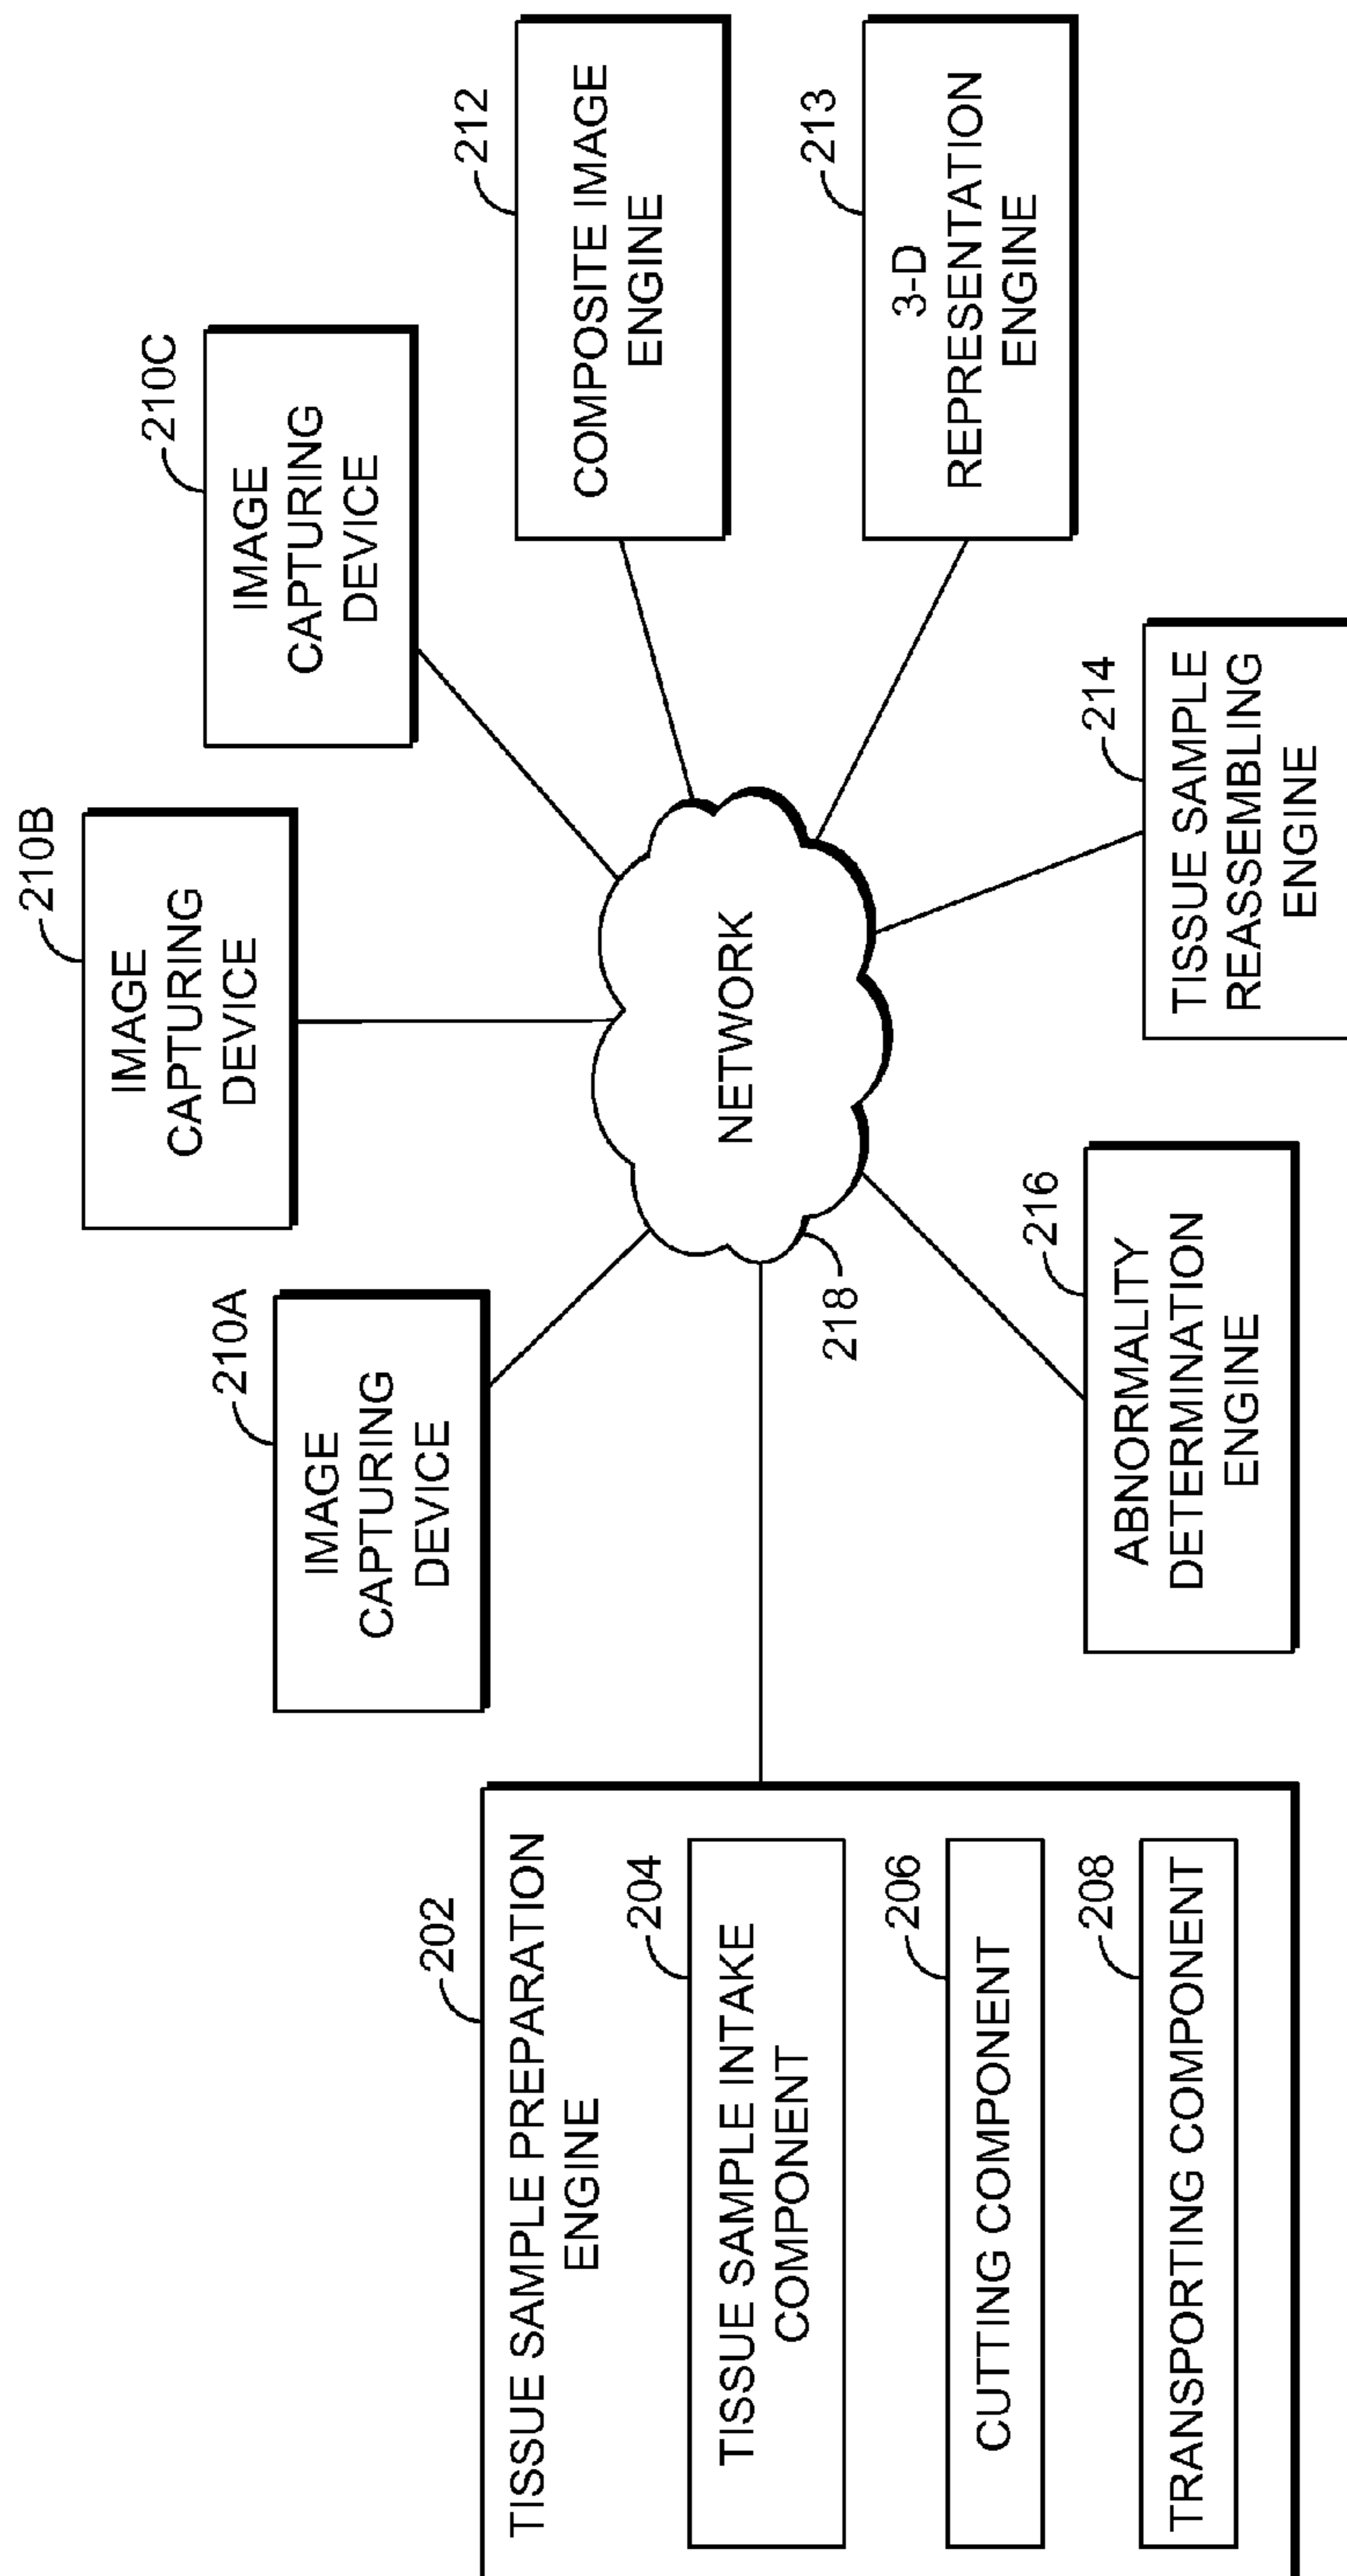 210B
IMAGE
CAPTURING
DEVICE
210C
IMAGE
CAPTURING
DEVICE
210A
IMAGE
CAPTURING
DEVICE
212
COMPOSITE IMAGE
ENGINE
202
TISSUE SAMPLE PREPARATION
ENGINE
204
TISSUE SAMPLE INTAKE
COMPONENT
206
CUTTING COMPONENT
208
TRANSPORTING COMPONENT
NETWORK
218
213
3-D
REPRESENTATION
ENGINE
216
ABNORMALITY
DETERMINATION
ENGINE
214
TISSUE SAMPLE
REASSEMBLING
ENGINE